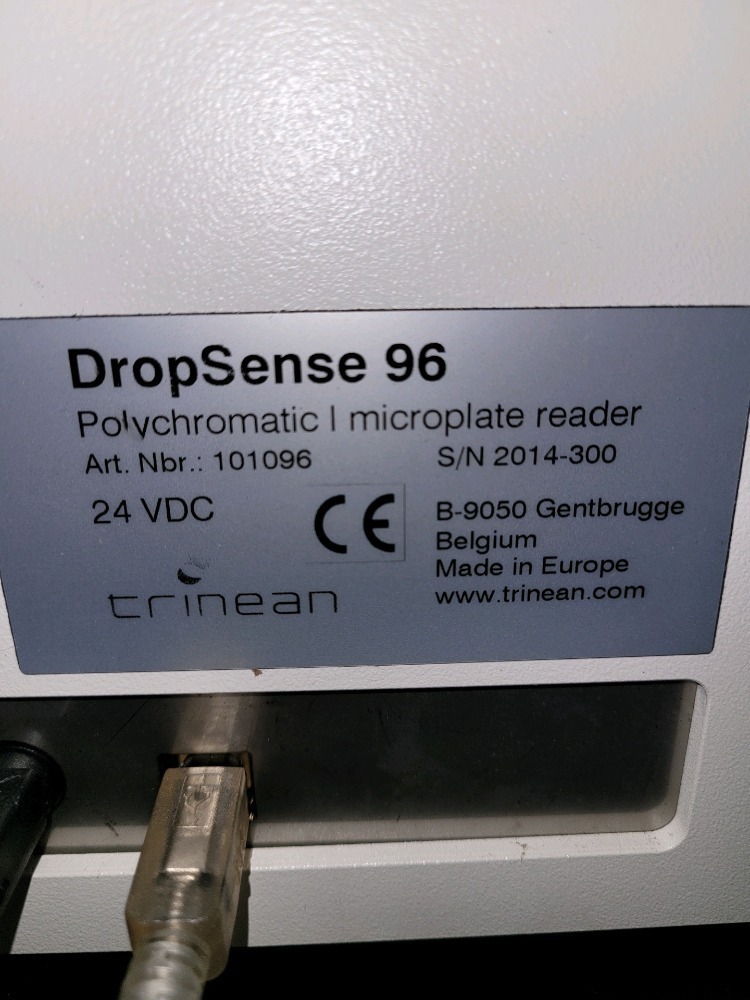 DropSense 96
Polychromatic | microplate reader
Art. Nbr.: 101096
S/N 2014-300
24 VDC
CE
B-9050 Gentbrugge
Belgium
Made in Europe
www.trinean.com
trinean